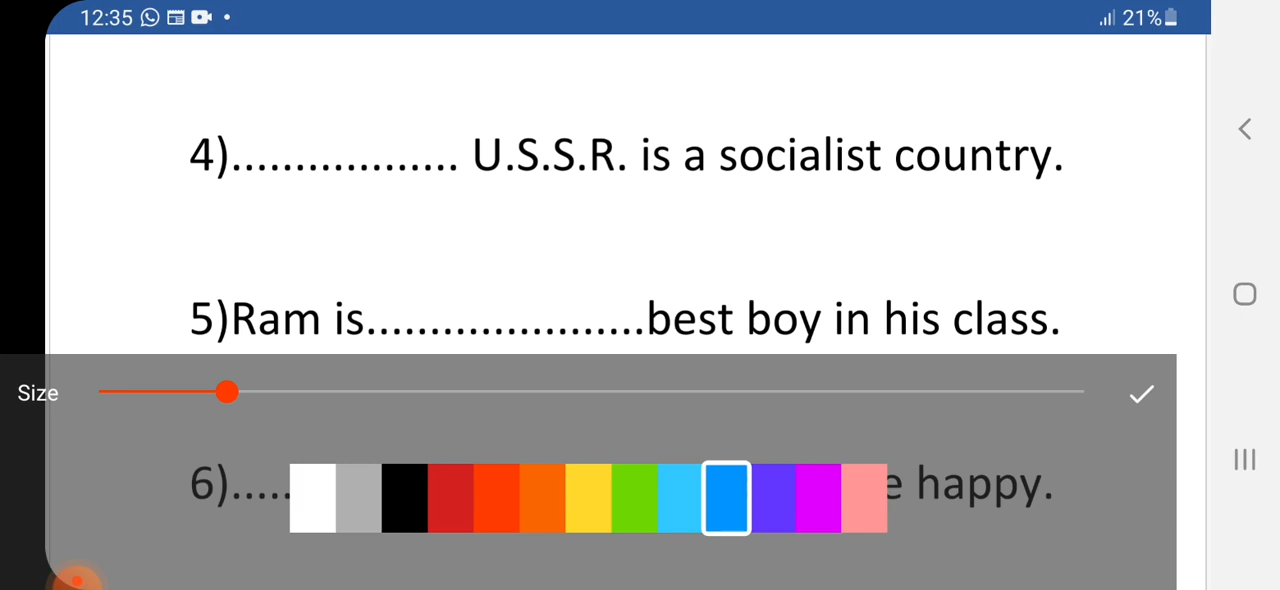 12:35 21%
4).................. U.S.S.R. is a socialist country.
5)Ram is......................best boy in his class.
Size
6)..... e happy.